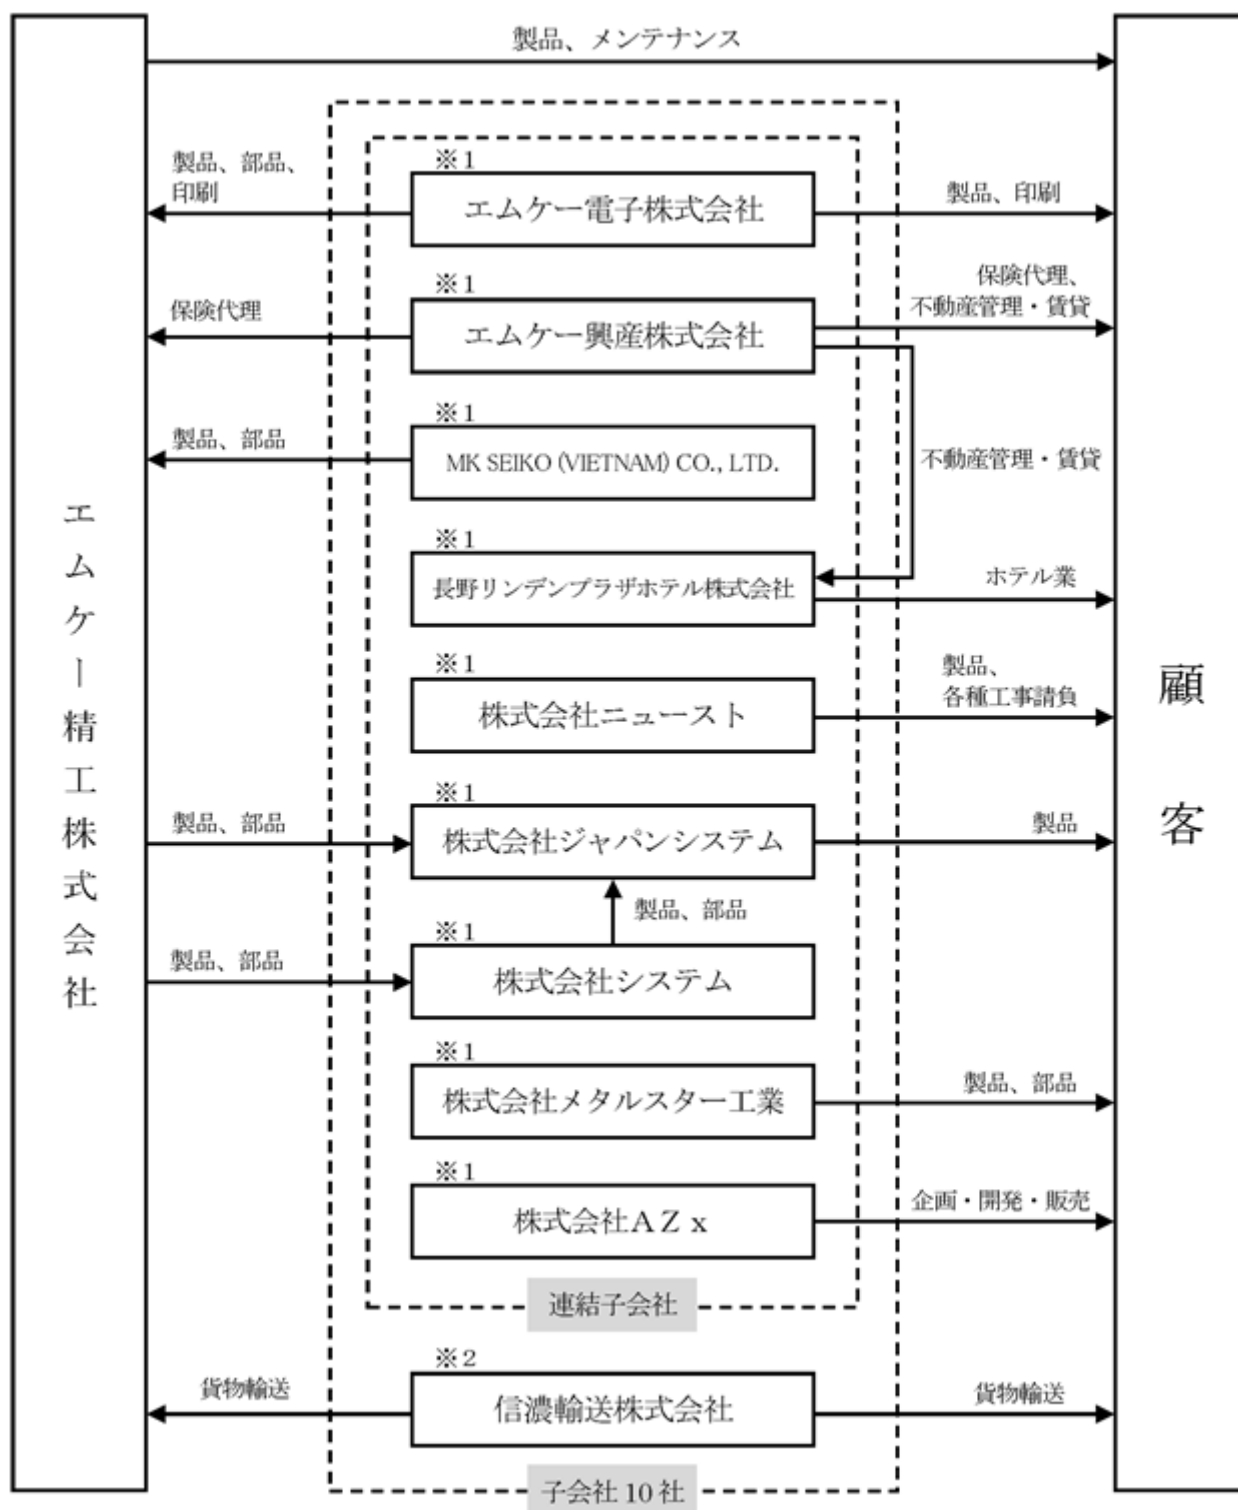 製品、メンテナンス
※1
製品、部品、
印刷
エムケー電子株式会社
製品、印刷
※1
保険代理
エムケー興産株式会社
保険代理、
不動産管理・賃貸
※1
製品、部品
MK SEIKO (VIETNAM) CO., LTD.
不動産管理・賃貸
※1
長野リンデンプラザホテル株式会社
ホテル業
※1
株式会社ニュースト
製品、
各種工事請負
エムケー精工株式会社
顧客
※1
製品、部品
株式会社ジャパンシステム
製品
製品、部品
※1
製品、部品
株式会社システム
※1
株式会社メタルスター工業
製品、部品
※1
株式会社AZx
企画・開発・販売
連結子会社
※2
貨物輸送
信濃輸送株式会社
貨物輸送
子会社10社